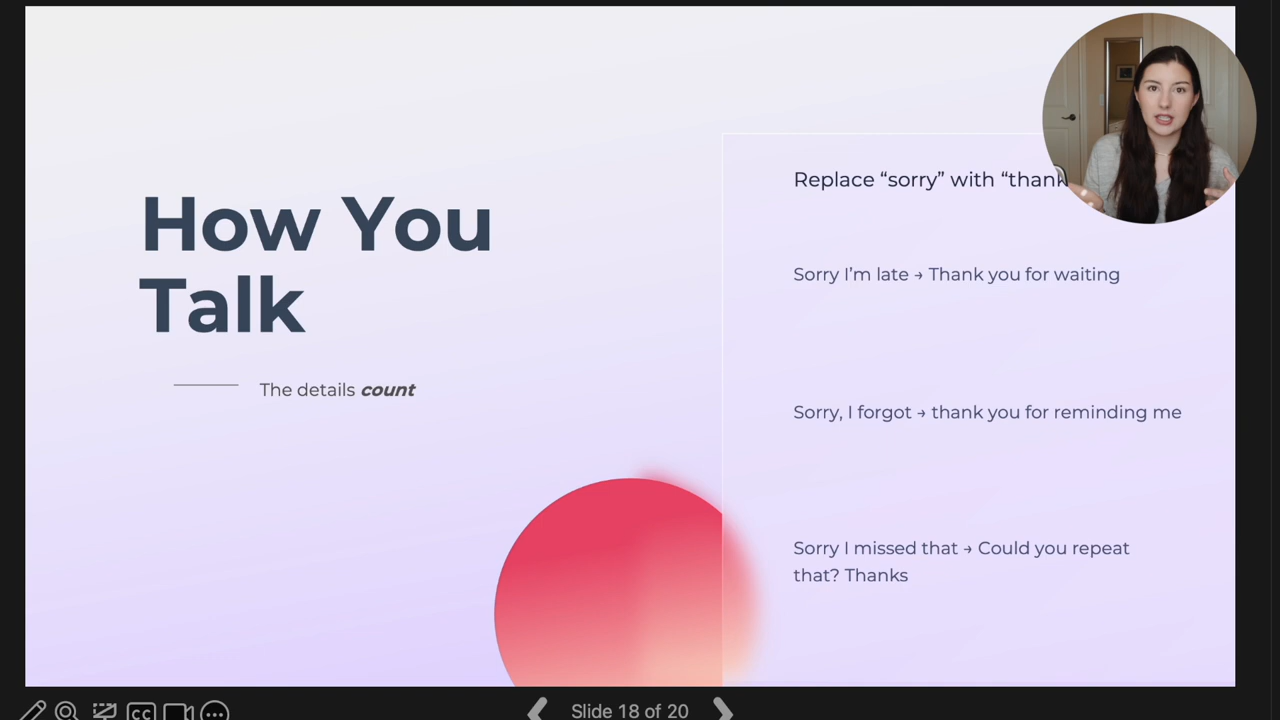 How You
Talk
The details count
Replace “sorry” with “thank
Sorry I’m late → Thank you for waiting
Sorry, I forgot → thank you for reminding me
Sorry I missed that → Could you repeat
that? Thanks
CC
Slide 18 of 20